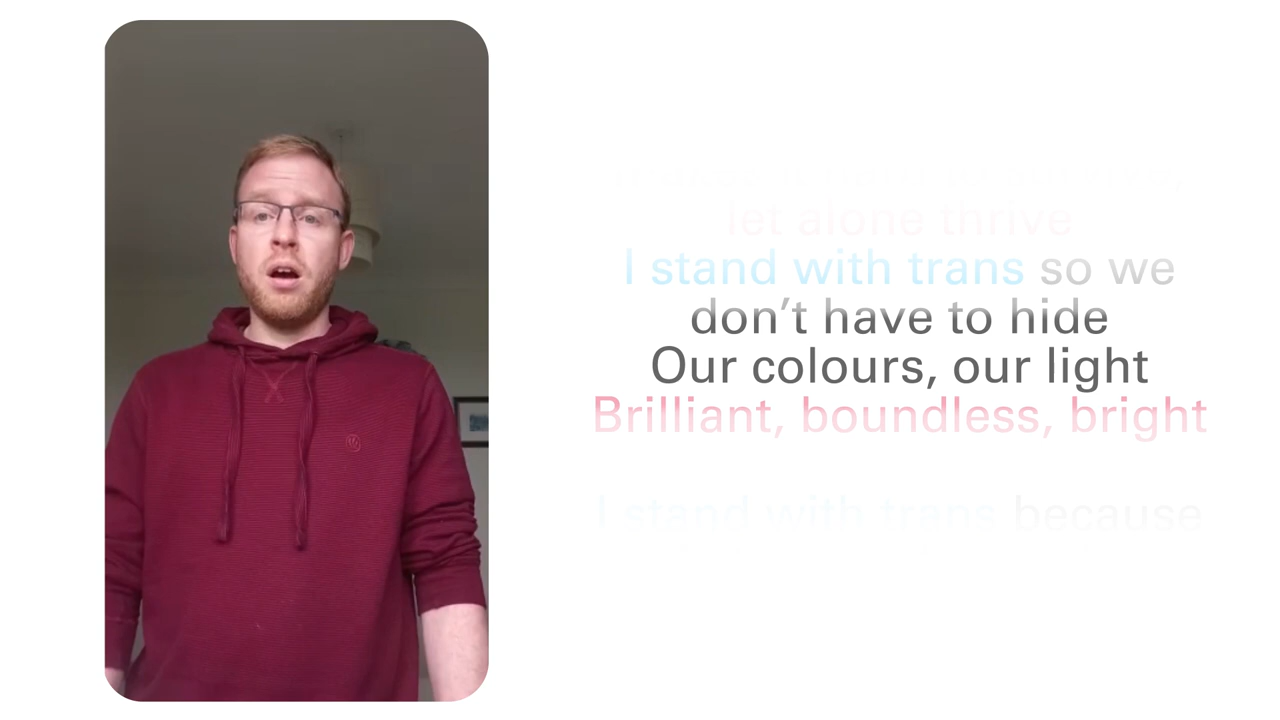 let alone thrive
I stand with trans so we
don’t have to hide
Our colours, our light
Brilliant, boundless, bright
I stand with trans because